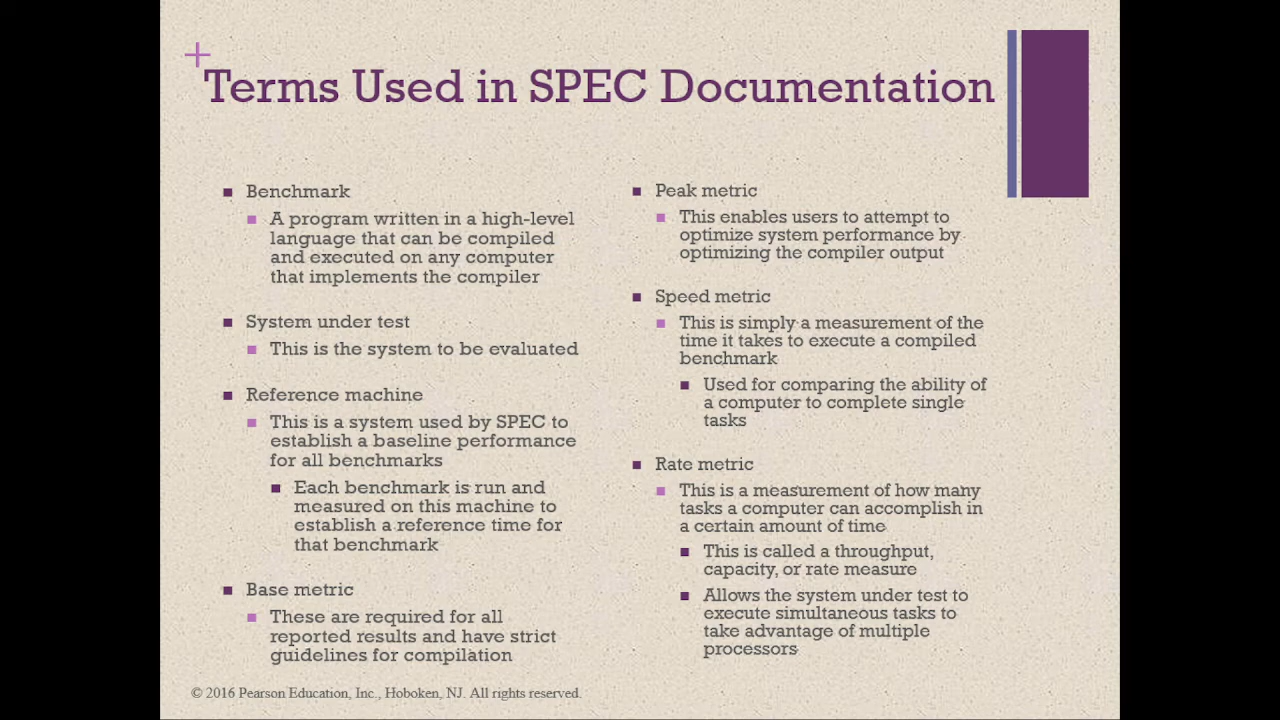 +
Terms Used in SPEC Documentation
Benchmark
A program written in a high-level
language that can be compiled
and executed on any computer
that implements the compiler
System under test
This is the system to be evaluated
Reference machine
This is a system used by SPEC to
establish a baseline performance
for all benchmarks
Each benchmark is run and
measured on this machine to
establish a reference time for
that benchmark
Base metric
These are required for all
reported results and have strict
guidelines for compilation
Peak metric
This enables users to attempt to
optimize system performance by
optimizing the compiler output
Speed metric
This is simply a measurement of the
time it takes to execute a compiled
benchmark
Used for comparing the ability of
a computer to complete single
tasks
Rate metric
This is a measurement of how many
tasks a computer can accomplish in
a certain amount of time
This is called a throughput,
capacity, or rate measure
Allows the system under test to
execute simultaneous tasks to
take advantage of multiple
processors
© 2016 Pearson Education, Inc., Hoboken, NJ. All rights reserved.